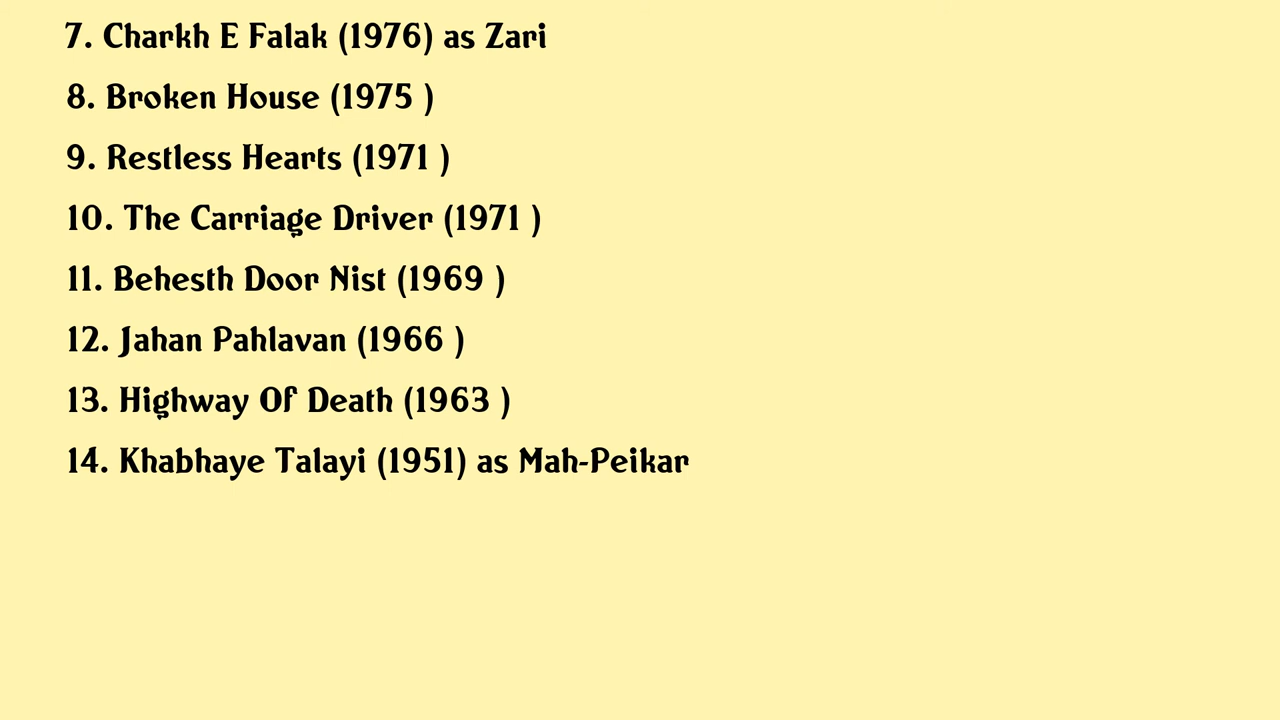 7. Charkh E Falak (1976) as Zari
8. Broken House (1975 )
9. Restless Hearts (1971 )
10. The Carriage Driver (1971 )
11. Behesth Door Nist (1969 )
12. Jahan Pahlavan (1966 )
13. Highway Of Death (1963 )
14. Khabhaye Talayi (1951) as Mah-Peikar